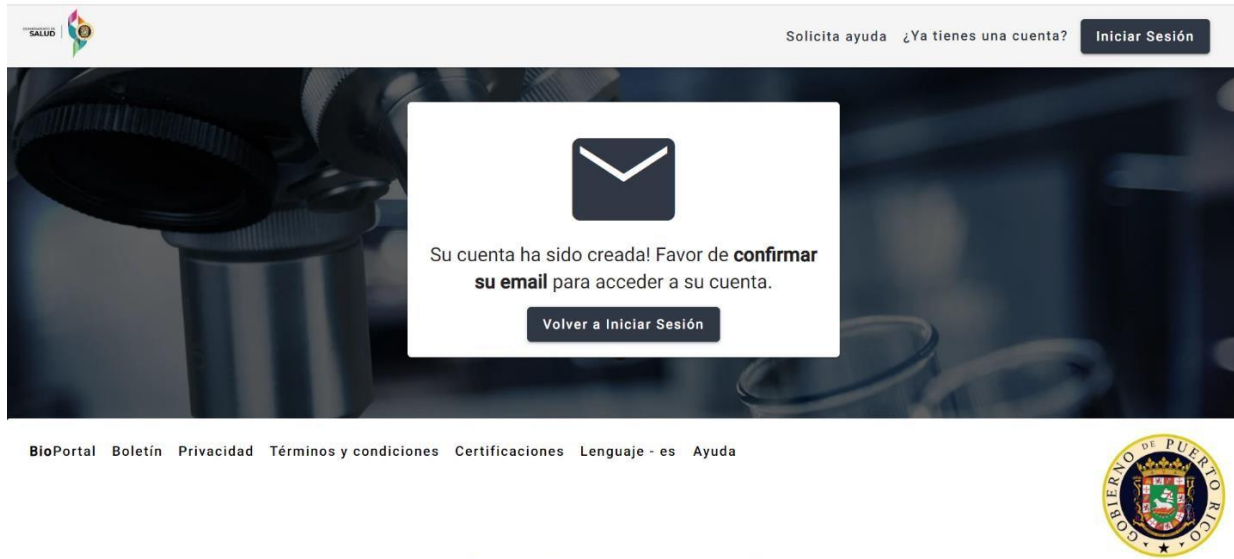 DEPARTAMENTO DE
SALUD
Solicita ayuda ¿Ya tienes una cuenta? Iniciar Sesión
Su cuenta ha sido creada! Favor de confirmar
su email para acceder a su cuenta.
Volver a Iniciar Sesión
BioPortal Boletín Privacidad Términos y condiciones Certificaciones Lenguaje - es Ayuda
GOBIERNO DE PUERTO RICO